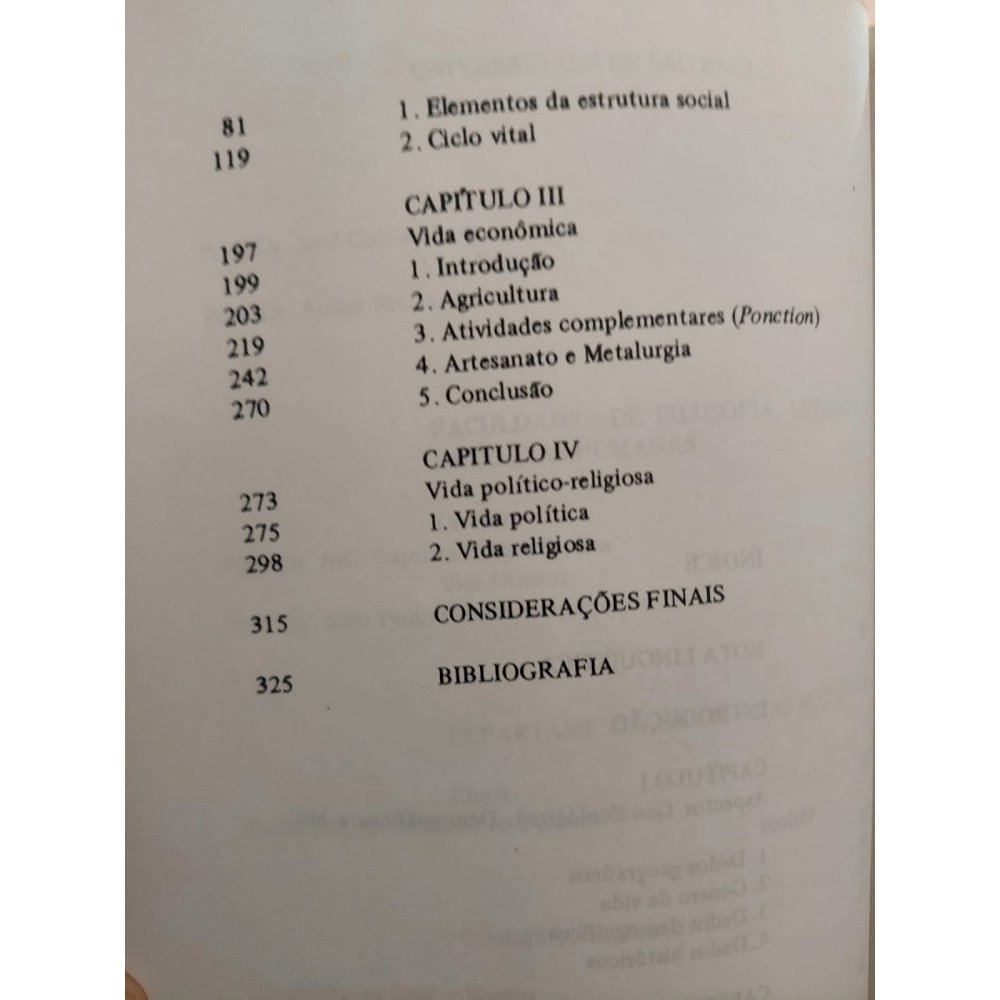 81 1. Elementos da estrutura social
119 2. Ciclo vital
CAPÍTULO III
197 Vida econômica
199 1. Introdução
203 2. Agricultura
219 3. Atividades complementares (Ponction)
242 4. Artesanato e Metalurgia
270 5. Conclusão
CAPITULO IV
273 Vida político-religiosa
275 1. Vida política
298 2. Vida religiosa
315 CONSIDERAÇÕES FINAIS
325 BIBLIOGRAFIA